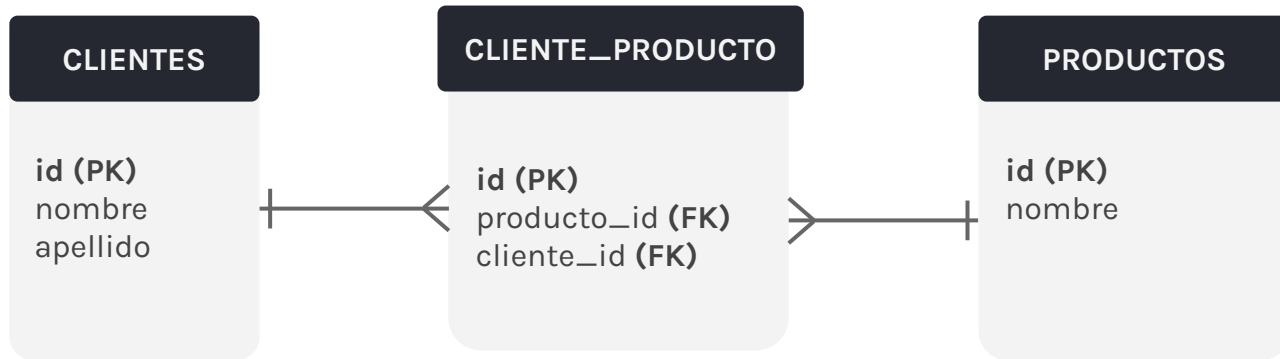 CLIENTES
id (PK)
nombre
apellido
CLIENTE_PRODUCTO
id (PK)
producto_id (FK)
cliente_id (FK)
PRODUCTOS
id (PK)
nombre